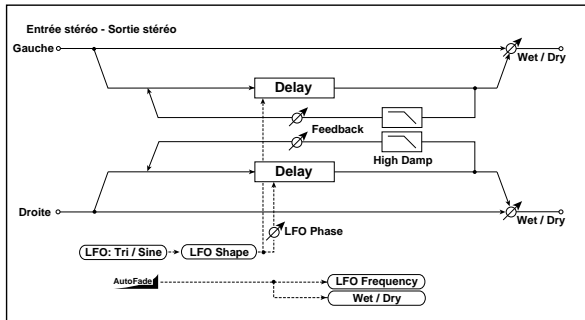 Entrée stéréo - Sortie stéréo
Gauche
Wet / Dry
Delay
Feedback
High Damp
Delay
Droite
Wet / Dry
LFO Phase
LFO: Tri / Sine
LFO Shape
AutoFade
LFO Frequency
Wet / Dry